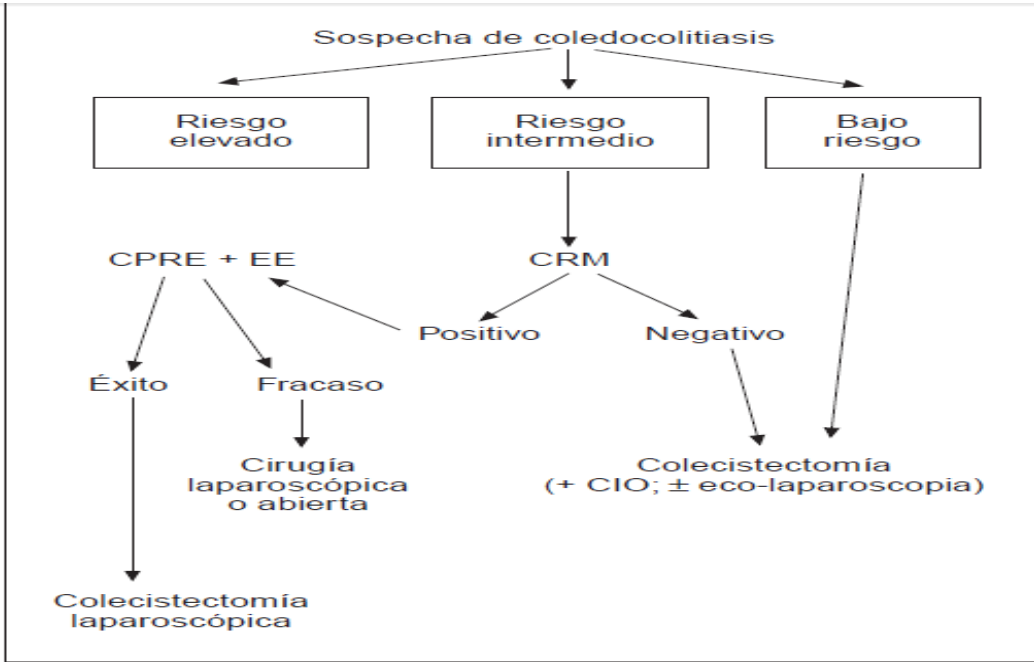 Sospecha de coledocolitiasis
Riesgo
elevado
Riesgo
intermedio
Bajo
riesgo
CPRE + EE
CRM
Positivo
Negativo
Éxito
Fracaso
Cirugía
laparoscópica
o abierta
Colecistectomía
(+ CIO; ± eco-laparoscopia)
Colecistectomía
laparoscópica